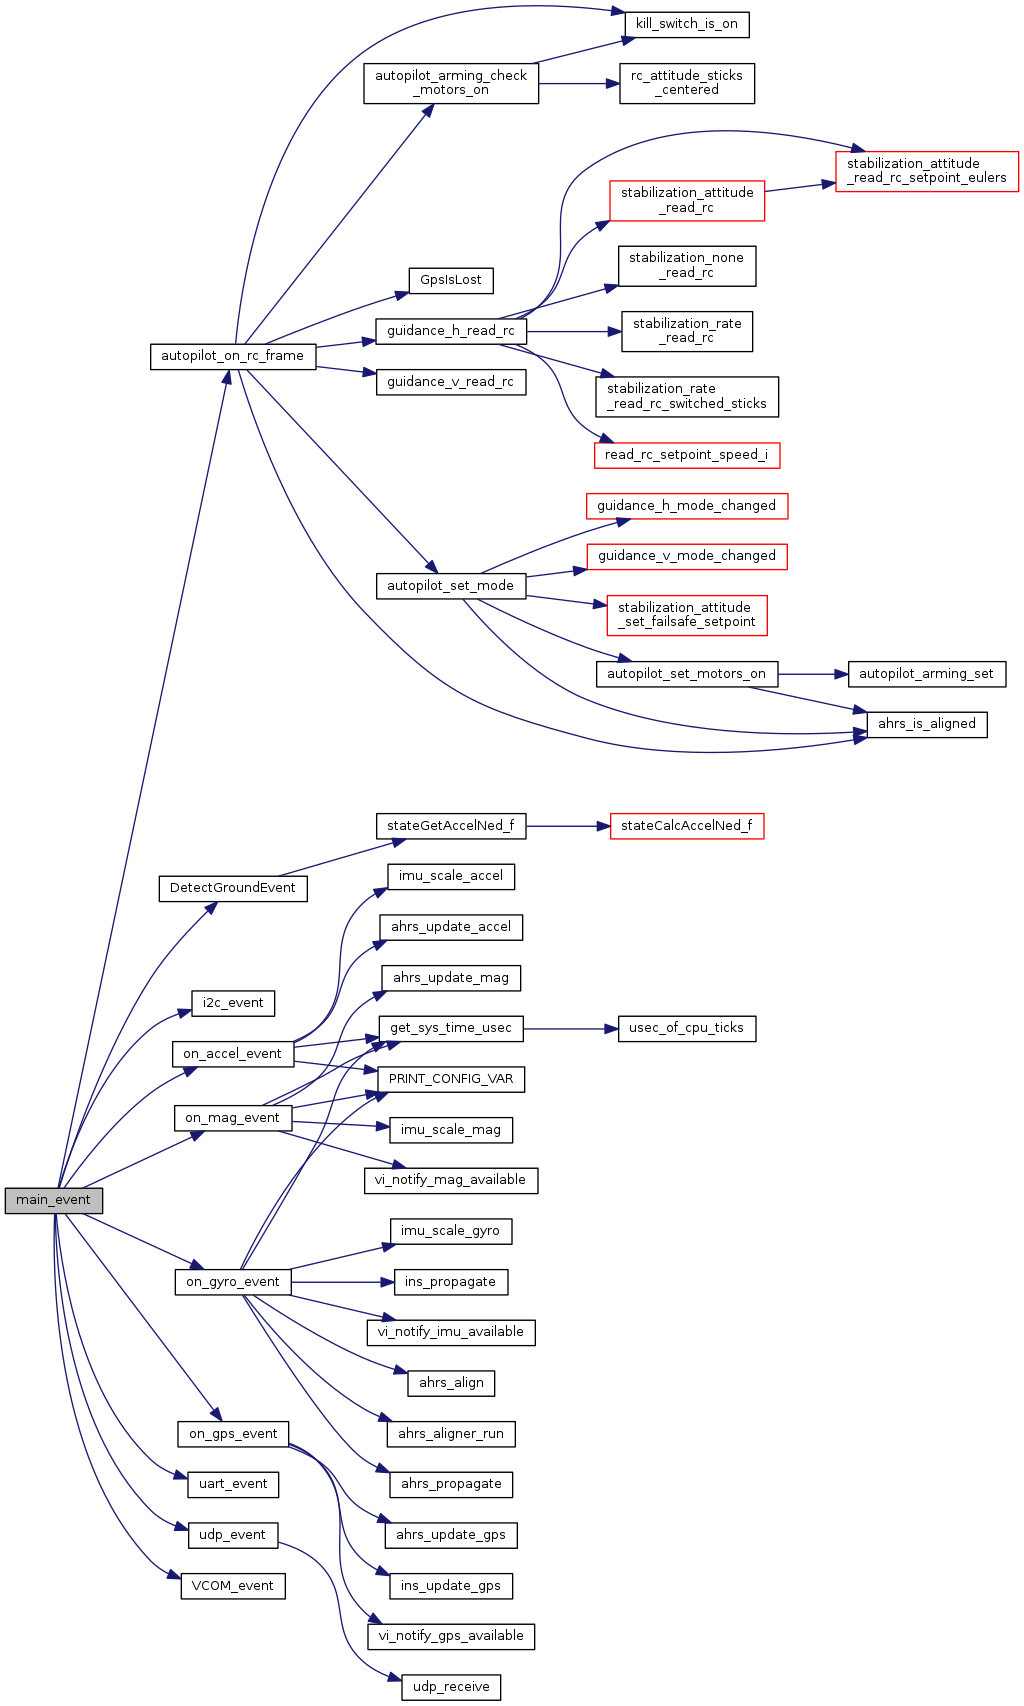 kill_switch_is_on
autopilot_arming_check
_motors_on
rc_attitude_sticks
_centered
stabilization_attitude
_read_rc_setpoint_eulers
stabilization_attitude
_read_rc
stabilization_none
_read_rc
GpsIsLost
guidance_h_read_rc
stabilization_rate
_read_rc
autopilot_on_rc_frame
guidance_v_read_rc
stabilization_rate
_read_rc_switched_sticks
read_rc_setpoint_speed_i
guidance_h_mode_changed
guidance_v_mode_changed
autopilot_set_mode
stabilization_attitude
_set_failsafe_setpoint
autopilot_set_motors_on
autopilot_arming_set
ahrs_is_aligned
stateGetAccelNed_f
stateCalcAccelNed_f
DetectGroundEvent
imu_scale_accel
ahrs_update_accel
ahrs_update_mag
i2c_event
get_sys_time_usec
usec_of_cpu_ticks
on_accel_event
PRINT_CONFIG_VAR
on_mag_event
imu_scale_mag
vi_notify_mag_available
main_event
imu_scale_gyro
on_gyro_event
ins_propagate
vi_notify_imu_available
ahrs_align
on_gps_event
ahrs_aligner_run
uart_event
ahrs_propagate
udp_event
ahrs_update_gps
VCOM_event
ins_update_gps
vi_notify_gps_available
udp_receive